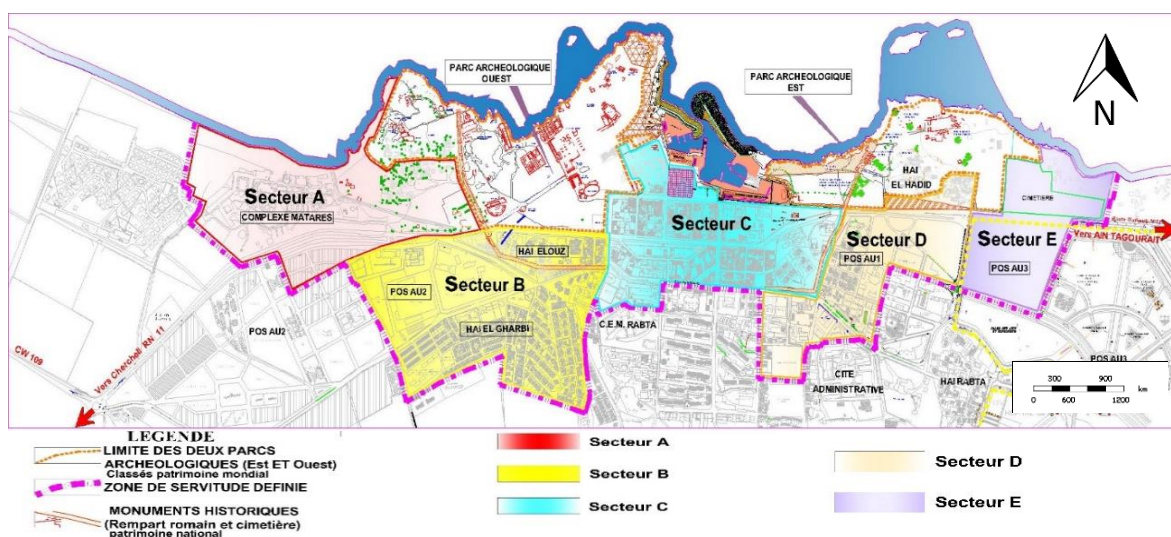 PARC ARCHEOLOGIQUE
OUEST
PARC ARCHEOLOGIQUE
EST
N
Secteur A
COMPLEXE MATARES
HAI
EL HADID
CIMETIERE
Secteur C
HAI ELOUZ
Secteur D
POS AU1
Secteur E
POS AU3
Vers AIN TAGOURAIT
POS AU2
Secteur B
HAI EL GHARBI
POS AU2
C.E.M. RABTA
CITE
ADMINISTRATIVE
HAI RABTA
POS AU3
CW 109
Vers Cherchell RN 11
300 900
0 600 1200 km
LEGENDE
LIMITE DES DEUX PARCS
ARCHEOLOGIQUES (Est ET Ouest)
Classés patrimoine mondial
ZONE DE SERVITUDE DEFINIE
MONUMENTS HISTORIQUES
(Rempart romain et cimetière)
patrimoine national
Secteur A
Secteur B
Secteur C
Secteur D
Secteur E